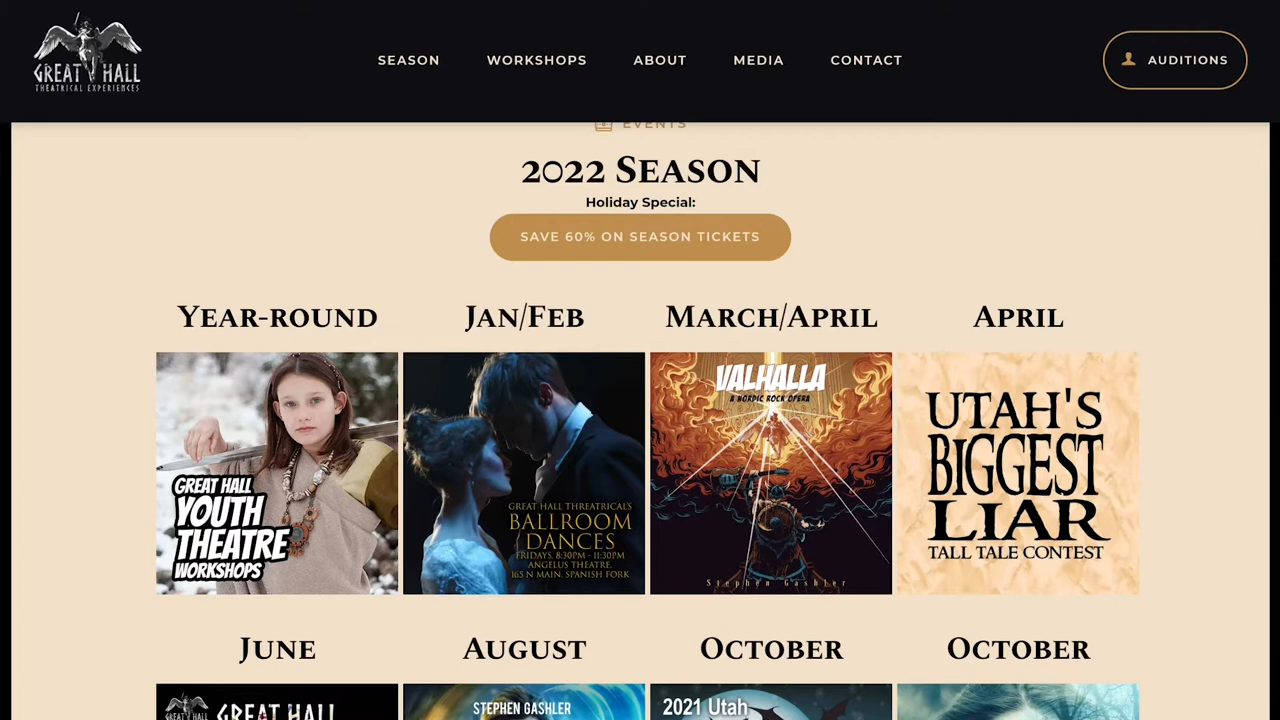 GREAT HALL
THEATRICAL EXPERIENCES
SEASON
WORKSHOPS
ABOUT
MEDIA
CONTACT
AUDITIONS
EVENTS
2022 Season
Holiday Special:
SAVE 60% ON SEASON TICKETS
Year-round
Jan/Feb
March/April
April
GREAT HALL
YOUTH
THEATRE
WORKSHOPS
GREAT HALL THREATRICAL'S
BALLROOM
DANCES
FRIDAYS, 8:30PM - 11:30PM
ANGELUS THEATRE,
165 N MAIN, SPANISH FORK
VALHALLA
A NORDIC ROCK OPERA
Stephen Gashler
UTAH'S
BIGGEST
LIAR
TALL TALE CONTEST
June
August
October
October
GREAT HALL
STEPHEN GASHLER
2021 Utah